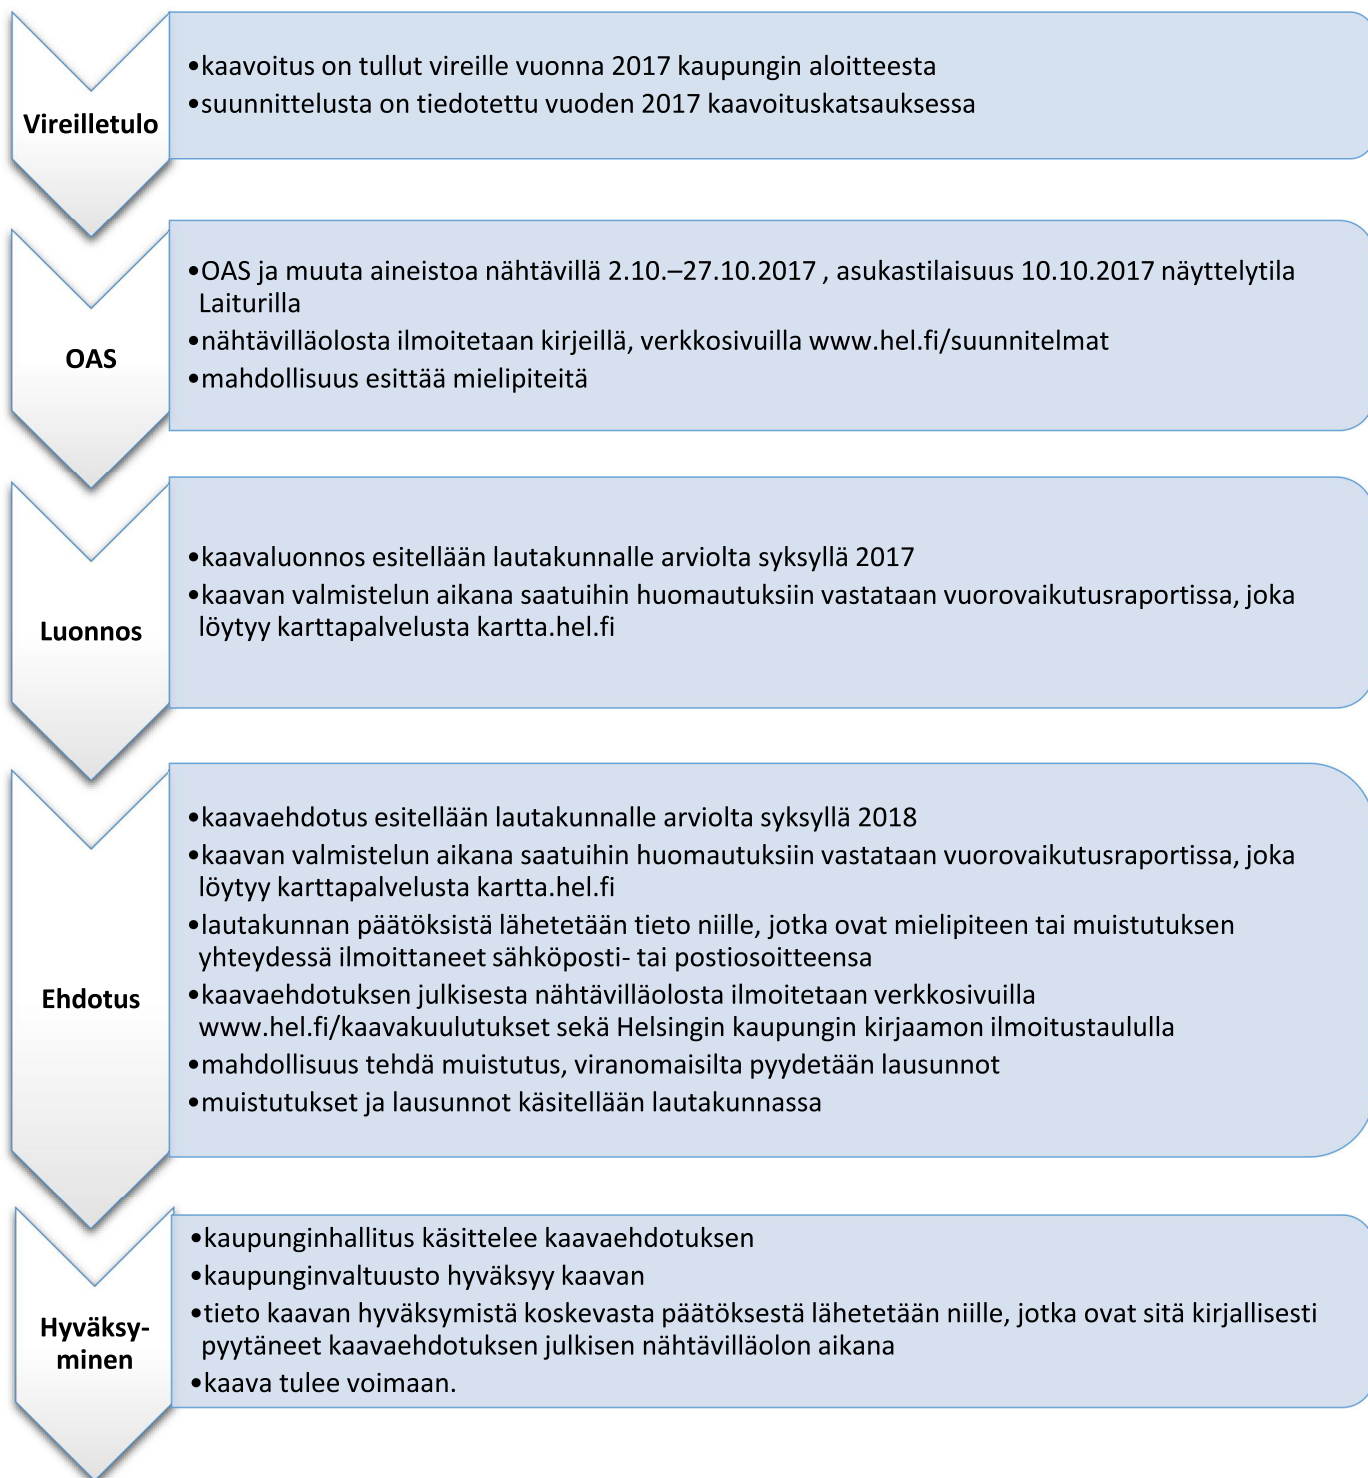 Vireilletulo
•kaavoitus on tullut vireille vuonna 2017 kaupungin aloitteesta
•suunnittelusta on tiedotettu vuoden 2017 kaavoituskatsauksessa
OAS
•OAS ja muuta aineistoa nähtävillä 2.10.–27.10.2017 , asukastilaisuus 10.10.2017 näyttelytila
Laiturilla
•nähtävilläolosta ilmoitetaan kirjeillä, verkkosivuilla www.hel.fi/suunnitelmat
•mahdollisuus esittää mielipiteitä
Luonnos
•kaavaluonnos esitellään lautakunnalle arviolta syksyllä 2017
•kaavan valmistelun aikana saatuihin huomautuksiin vastataan vuorovaikutusraportissa, joka
löytyy karttapalvelusta kartta.hel.fi
Ehdotus
•kaavaehdotus esitellään lautakunnalle arviolta syksyllä 2018
•kaavan valmistelun aikana saatuihin huomautuksiin vastataan vuorovaikutusraportissa, joka
löytyy karttapalvelusta kartta.hel.fi
•lautakunnan päätöksistä lähetetään tieto niille, jotka ovat mielipiteen tai muistutuksen
yhteydessä ilmoittaneet sähköposti- tai postiosoitteensa
•kaavaehdotuksen julkisesta nähtävilläolosta ilmoitetaan verkkosivuilla
www.hel.fi/kaavakuulutukset sekä Helsingin kaupungin kirjaamon ilmoitustaululla
•mahdollisuus tehdä muistutus, viranomaisilta pyydetään lausunnot
•muistutukset ja lausunnot käsitellään lautakunnassa
Hyväksy-
minen
•kaupunginhallitus käsittelee kaavaehdotuksen
•kaupunginvaltuusto hyväksyy kaavan
•tieto kaavan hyväksymistä koskevasta päätöksestä lähetetään niille, jotka ovat sitä kirjallisesti
pyytäneet kaavaehdotuksen julkisen nähtävilläolon aikana
•kaava tulee voimaan.